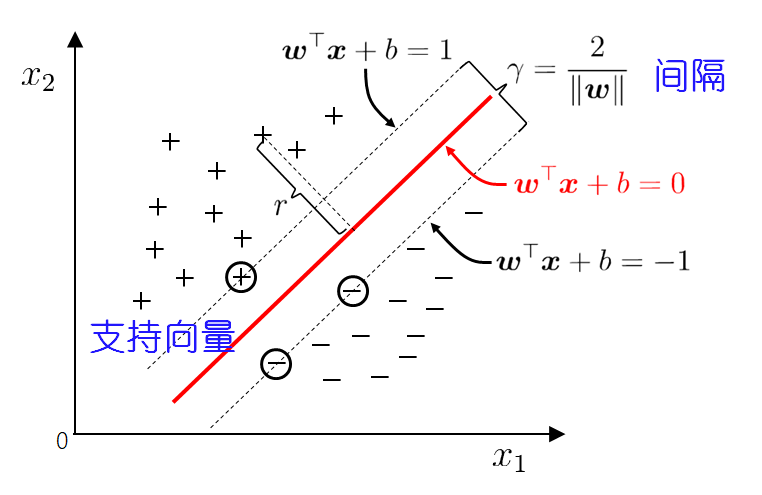 x₂
𝒘⊤𝒙 + b = 1
γ = 2/‖𝒘‖
间隔
𝒘⊤𝒙 + b = 0
r
𝒘⊤𝒙 + b = −1
支持向量
0
x₁